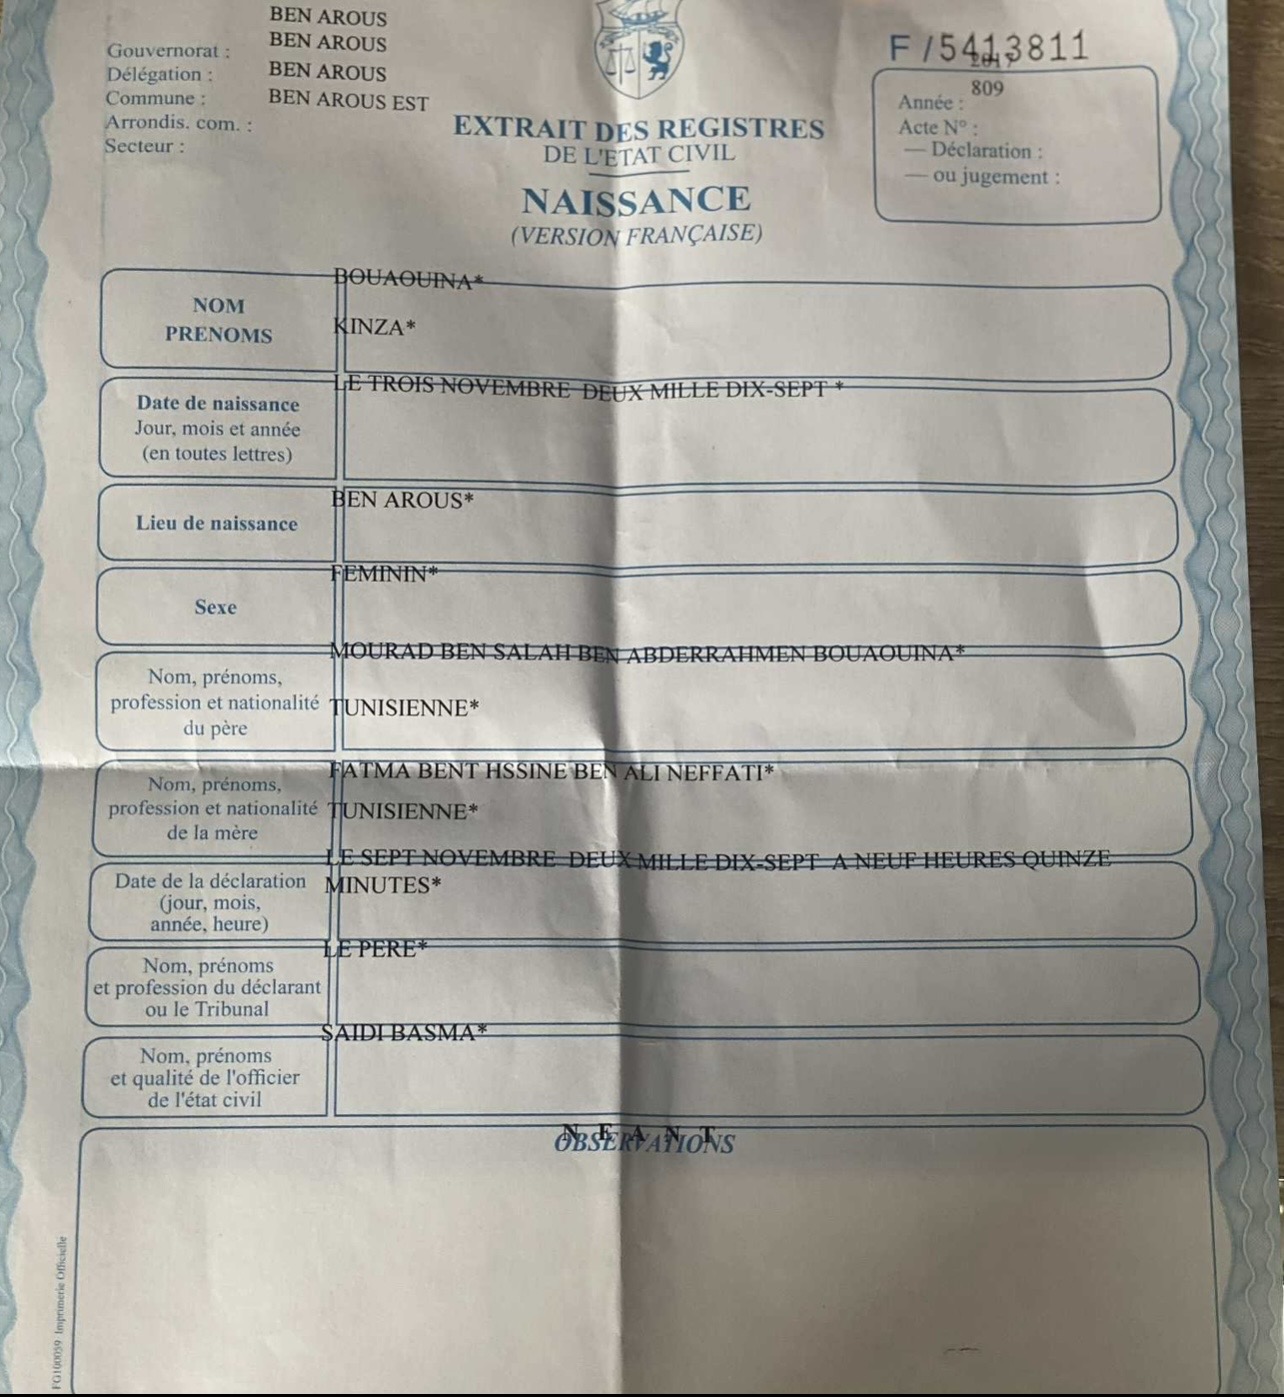 BEN AROUS
Gouvernorat : BEN AROUS
Délégation : BEN AROUS
Commune : BEN AROUS EST
Arrondis. com. :
Secteur :
F /5413811
2017
809
Année :
Acte N° :
— Déclaration :
— ou jugement :
EXTRAIT DES REGISTRES
DE L'ETAT CIVIL
NAISSANCE
(VERSION FRANÇAISE)
NOM
PRENOMS
BOUAOUINA*
KINZA*
Date de naissance
Jour, mois et année
(en toutes lettres)
LE TROIS NOVEMBRE DEUX MILLE DIX-SEPT *
Lieu de naissance
BEN AROUS*
Sexe
FEMININ*
Nom, prénoms,
profession et nationalité
du père
MOURAD BEN SALAH BEN ABDERRAHMEN BOUAOUINA*
TUNISIENNE*
Nom, prénoms,
profession et nationalité
de la mère
FATMA BENT HSSINE BEN ALI NEFFATI*
TUNISIENNE*
Date de la déclaration
(jour, mois,
année, heure)
LE SEPT NOVEMBRE DEUX MILLE DIX-SEPT A NEUF HEURES QUINZE
MINUTES*
Nom, prénoms
et profession du déclarant
ou le Tribunal
LE PERE*
Nom, prénoms
et qualité de l'officier
de l'état civil
SAIDI BASMA*
N E A N T
OBSERVATIONS
FG100059 Imprimerie Officielle